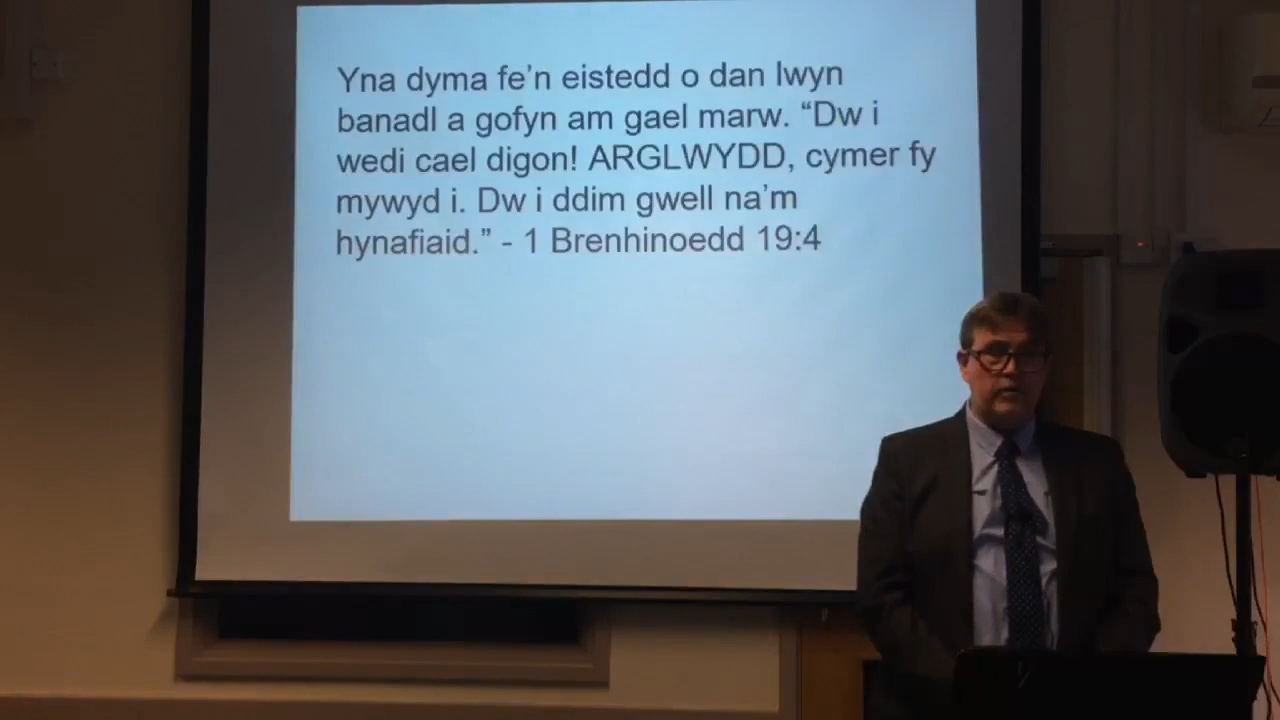 Yna dyma fe’n eistedd o dan lwyn
banadl a gofyn am gael marw. “Dw i
wedi cael digon! ARGLWYDD, cymer fy
mywyd i. Dw i ddim gwell na’m
hynafiaid.” - 1 Brenhinoedd 19:4